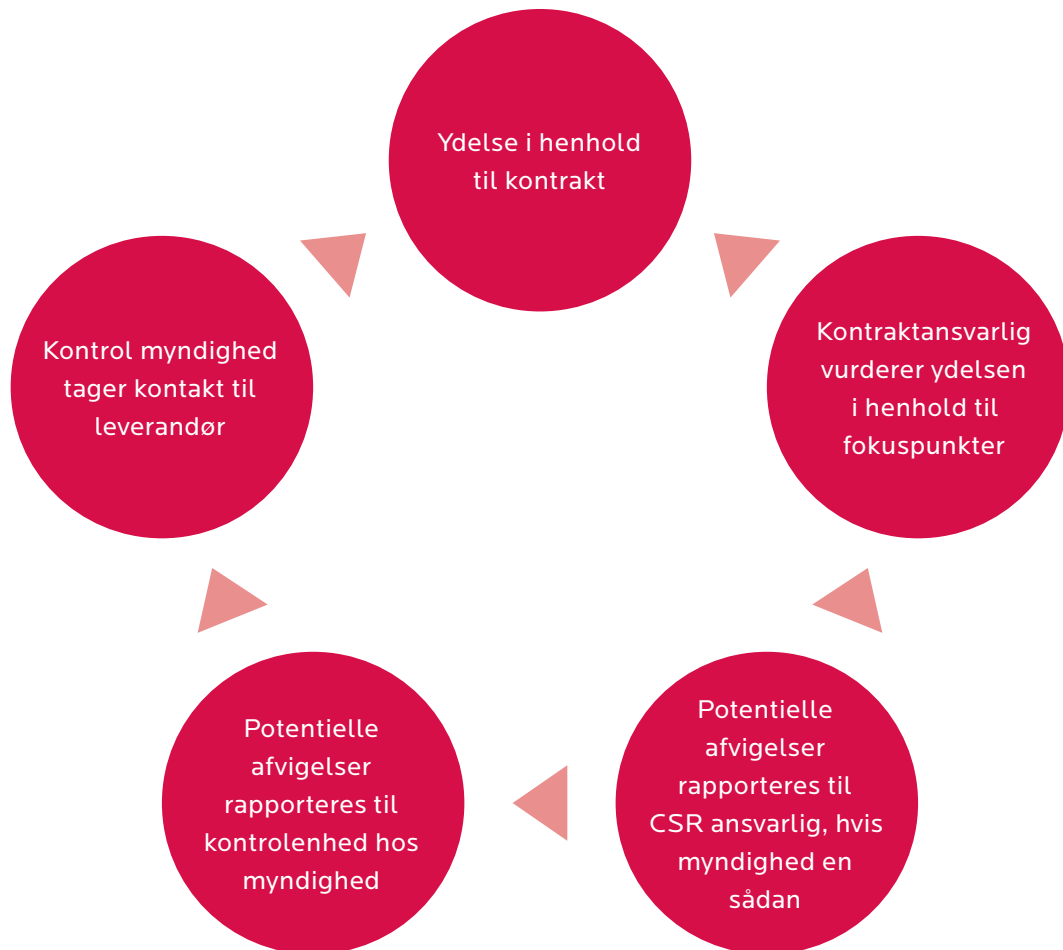 Ydelse i henhold
til kontrakt
Kontraktansvarlig
vurderer ydelsen
i henhold til
fokuspunkter
Potentielle
afvigelser
rapporteres til
CSR ansvarlig, hvis
myndighed en
sådan
Potentielle
afvigelser
rapporteres til
kontrolenhed hos
myndighed
Kontrol myndighed
tager kontakt til
leverandør